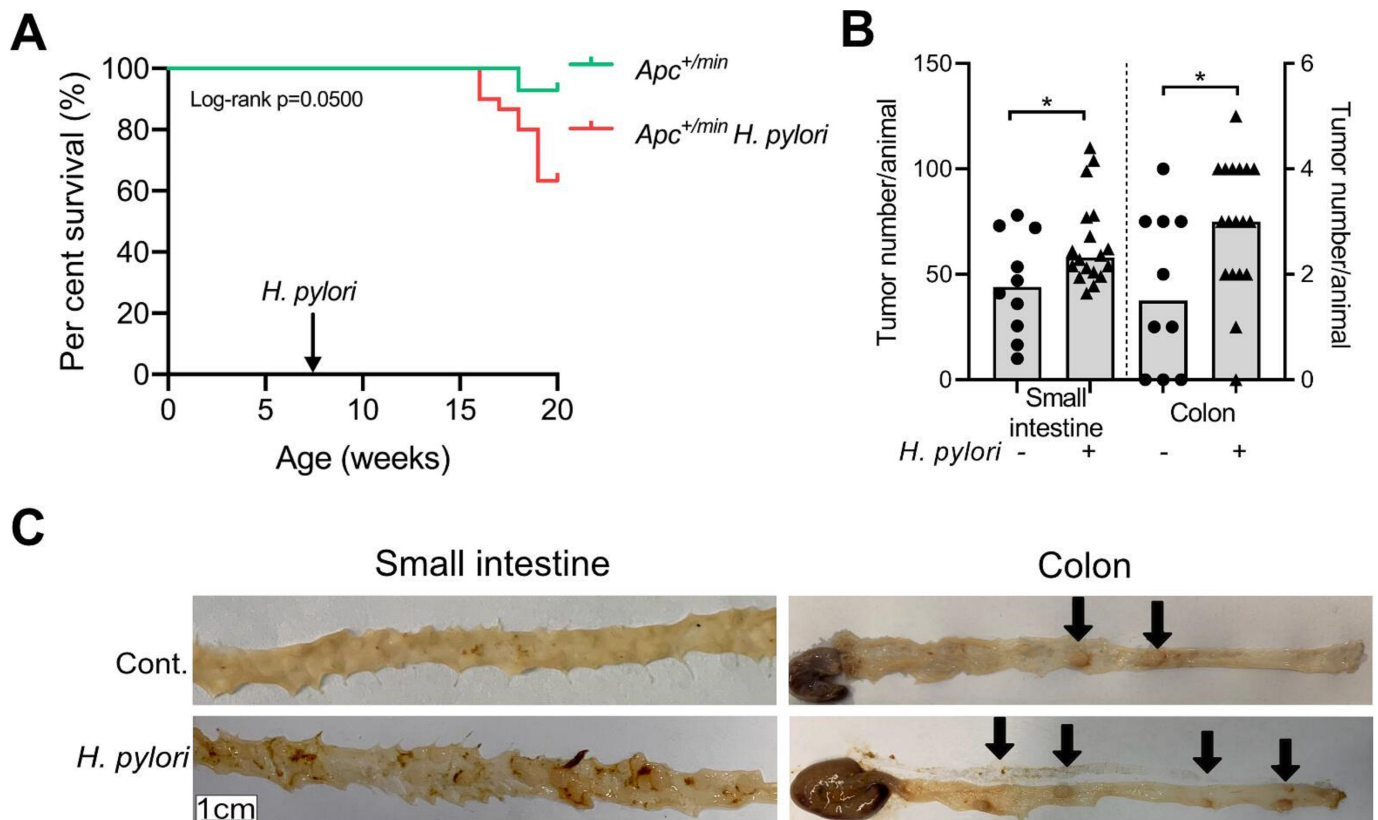 A
Per cent survival (%)
100
80
60
40
20
0
Log-rank p=0.0500
H. pylori
0 5 10 15 20
Age (weeks)
Apc+/min
Apc+/min H. pylori
B
Tumor number/animal
150
100
50
0
*
*
6
4
2
0
Tumor number/animal
Small
intestine
Colon
H. pylori - + - +
C
Small intestine
Colon
Cont.
H. pylori
1cm